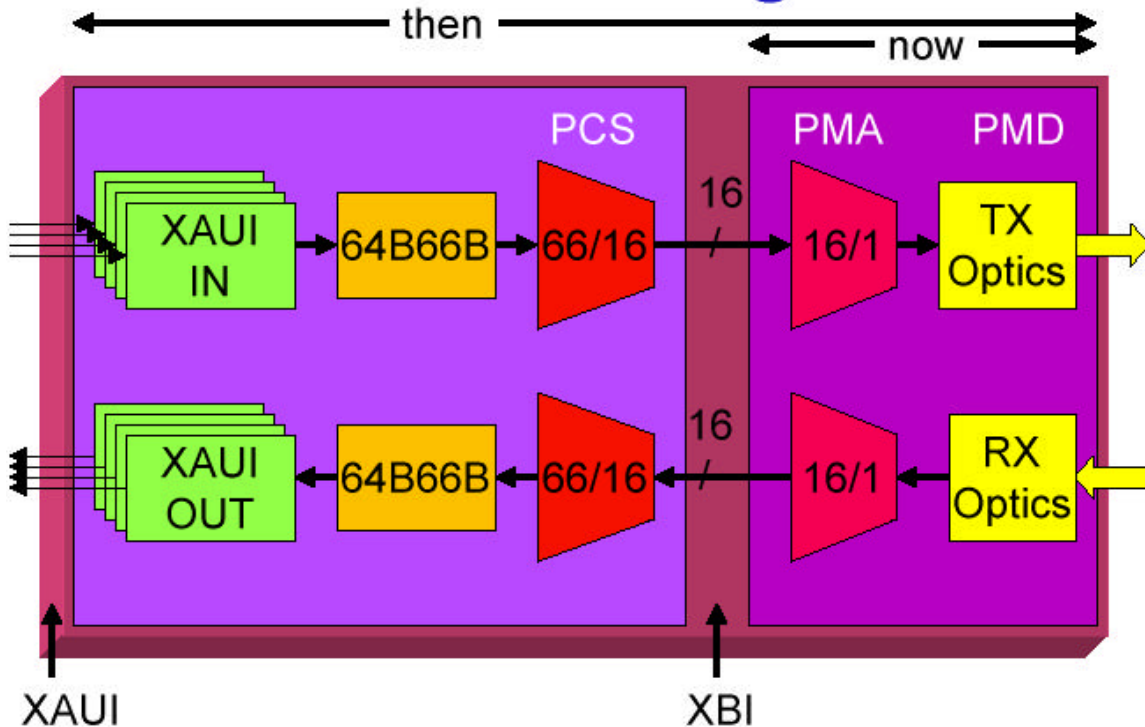 then
now
PCS
PMA
PMD
16
XAUI
IN
64B66B
66/16
16/1
TX
Optics
16
XAUI
OUT
64B66B
66/16
16/1
RX
Optics
XAUI
XBI